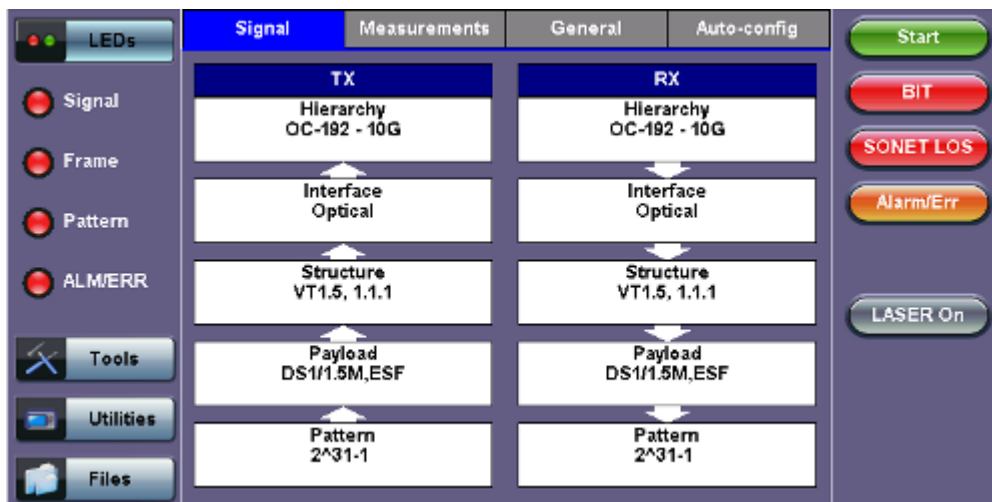 LEDs
Signal
Frame
Pattern
ALM/ERR
Tools
Utilities
Files
Signal
Measurements
General
Auto-config
TX
Hierarchy
OC-192 - 10G
Interface
Optical
Structure
VT1.5, 1.1.1
Payload
DS1/1.5M,ESF
Pattern
2^31-1
RX
Hierarchy
OC-192 - 10G
Interface
Optical
Structure
VT1.5, 1.1.1
Payload
DS1/1.5M,ESF
Pattern
2^31-1
Start
BIT
SONET LOS
Alarm/Err
LASER On